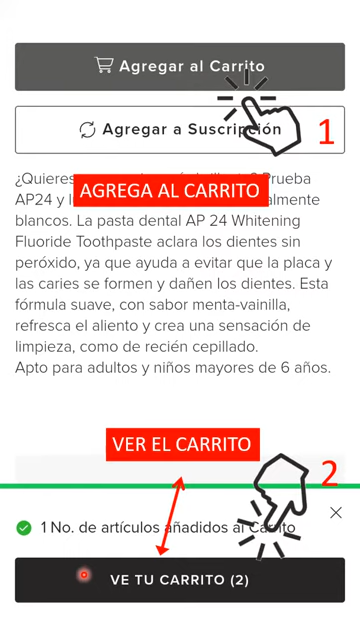 Agregar al Carrito
Agregar a Suscripción
1
¿Quieres
Prueba
AGREGA AL CARRITO
AP24 y l
almente
blancos. La pasta dental AP 24 Whitening
Fluoride Toothpaste aclara los dientes sin
peróxido, ya que ayuda a evitar que la placa y
las caries se formen y dañen los dientes. Esta
fórmula suave, con sabor menta-vainilla,
refresca el aliento y crea una sensación de
limpieza, como de recién cepillado.
Apto para adultos y niños mayores de 6 años.
VER EL CARRITO
2
1 No. de artículos añadidos al Carrito
VE TU CARRITO (2)